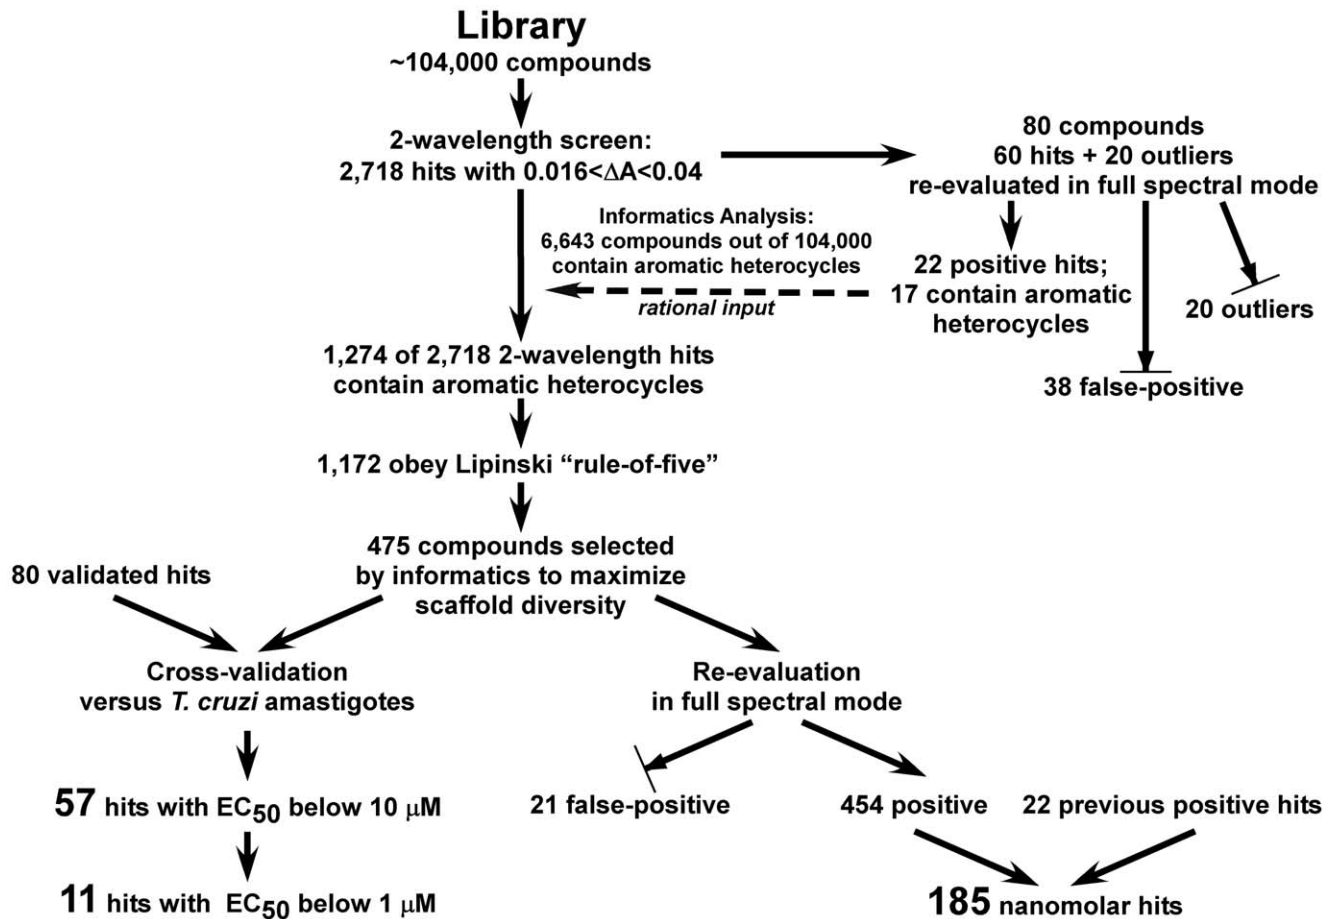 Library
~104,000 compounds
2-wavelength screen:
2,718 hits with 0.016<ΔA<0.04
80 compounds
60 hits + 20 outliers
re-evaluated in full spectral mode
Informatics Analysis:
6,643 compounds out of 104,000
contain aromatic heterocycles
rational input
22 positive hits;
17 contain aromatic
heterocycles
20 outliers
38 false-positive
1,274 of 2,718 2-wavelength hits
contain aromatic heterocycles
1,172 obey Lipinski “rule-of-five”
475 compounds selected
by informatics to maximize
scaffold diversity
80 validated hits
Cross-validation
versus T. cruzi amastigotes
Re-evaluation
in full spectral mode
57 hits with EC50 below 10 μM
11 hits with EC50 below 1 μM
21 false-positive
454 positive
22 previous positive hits
185 nanomolar hits